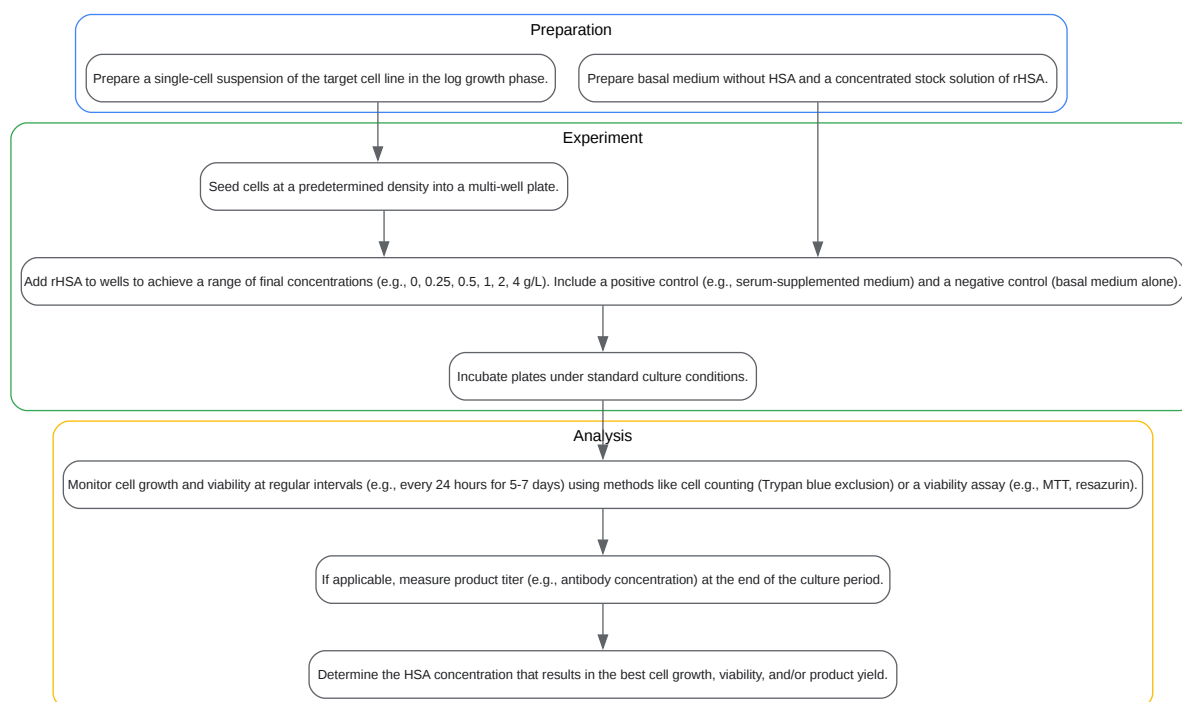 Preparation
Prepare a single-cell suspension of the target cell line in the log growth phase.
Prepare basal medium without HSA and a concentrated stock solution of rHSA.
Experiment
Seed cells at a predetermined density into a multi-well plate.
Add rHSA to wells to achieve a range of final concentrations (e.g., 0, 0.25, 0.5, 1, 2, 4 g/L). Include a positive control (e.g., serum-supplemented medium) and a negative control (basal medium alone).
Incubate plates under standard culture conditions.
Analysis
Monitor cell growth and viability at regular intervals (e.g., every 24 hours for 5-7 days) using methods like cell counting (Trypan blue exclusion) or a viability assay (e.g., MTT, resazurin).
If applicable, measure product titer (e.g., antibody concentration) at the end of the culture period.
Determine the HSA concentration that results in the best cell growth, viability, and/or product yield.